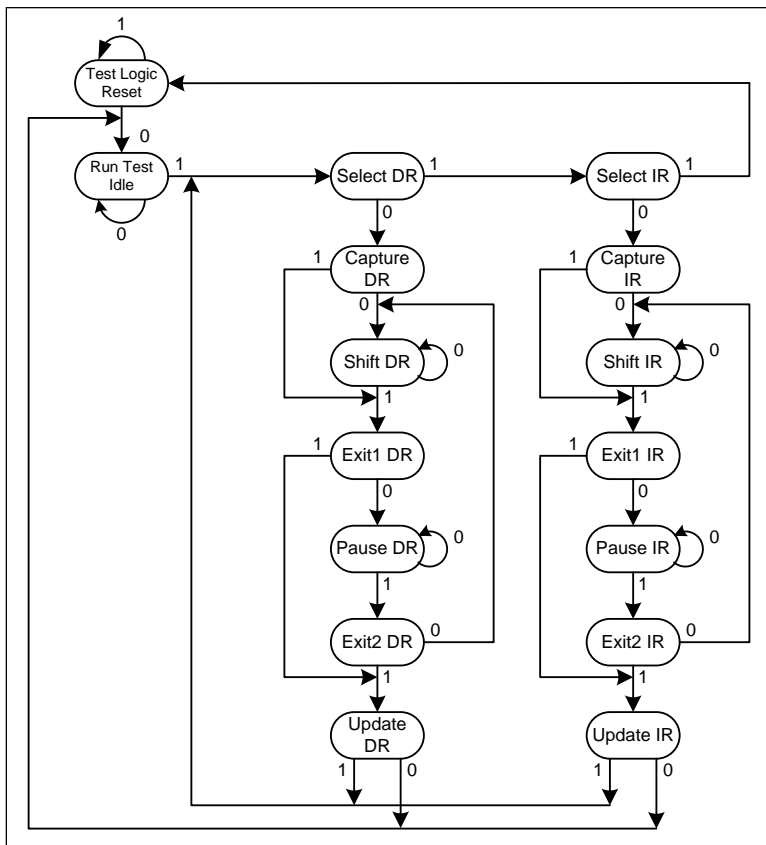 1
Test Logic
Reset
0
Run Test
Idle
1
0
Select DR
1
0
Select IR
1
0
Capture
DR
1
0
Capture
IR
1
0
Shift DR
0
1
Shift IR
0
1
Exit1 DR
1
0
Exit1 IR
1
0
Pause DR
0
1
Pause IR
0
1
Exit2 DR
0
1
Exit2 IR
0
1
Update
DR
1
0
Update IR
1
0